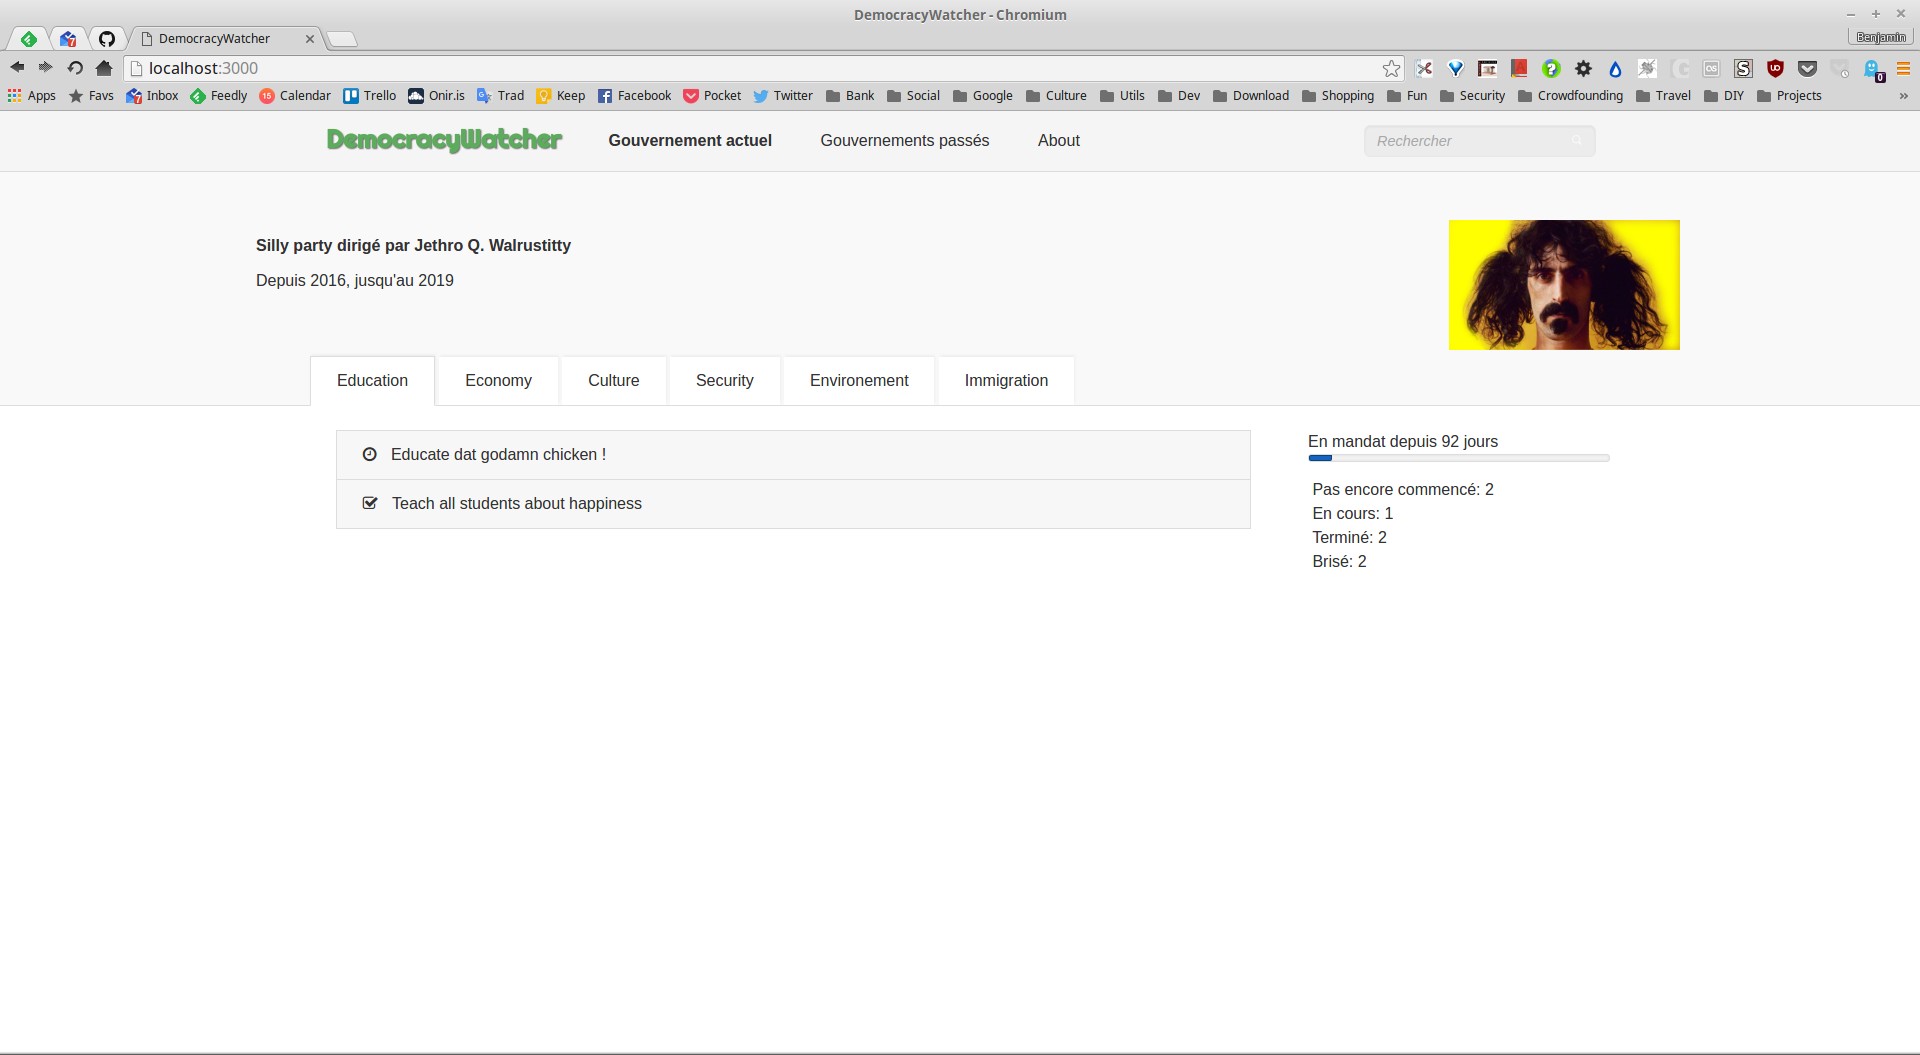 DemocracyWatcher - Chromium
DemocracyWatcher
Benjamin
localhost:3000
Apps Favs Inbox Feedly Calendar Trello Onir.is Trad Keep Facebook Pocket Twitter Bank Social Google Culture Utils Dev Download Shopping Fun Security Crowdfounding Travel DIY Projects »
DemocracyWatcher Gouvernement actuel Gouvernements passés About Rechercher
Silly party dirigé par Jethro Q. Walrustitty
Depuis 2016, jusqu'au 2019
Education Economy Culture Security Environement Immigration
Educate dat godamn chicken !
Teach all students about happiness
En mandat depuis 92 jours
Pas encore commencé: 2
En cours: 1
Terminé: 2
Brisé: 2